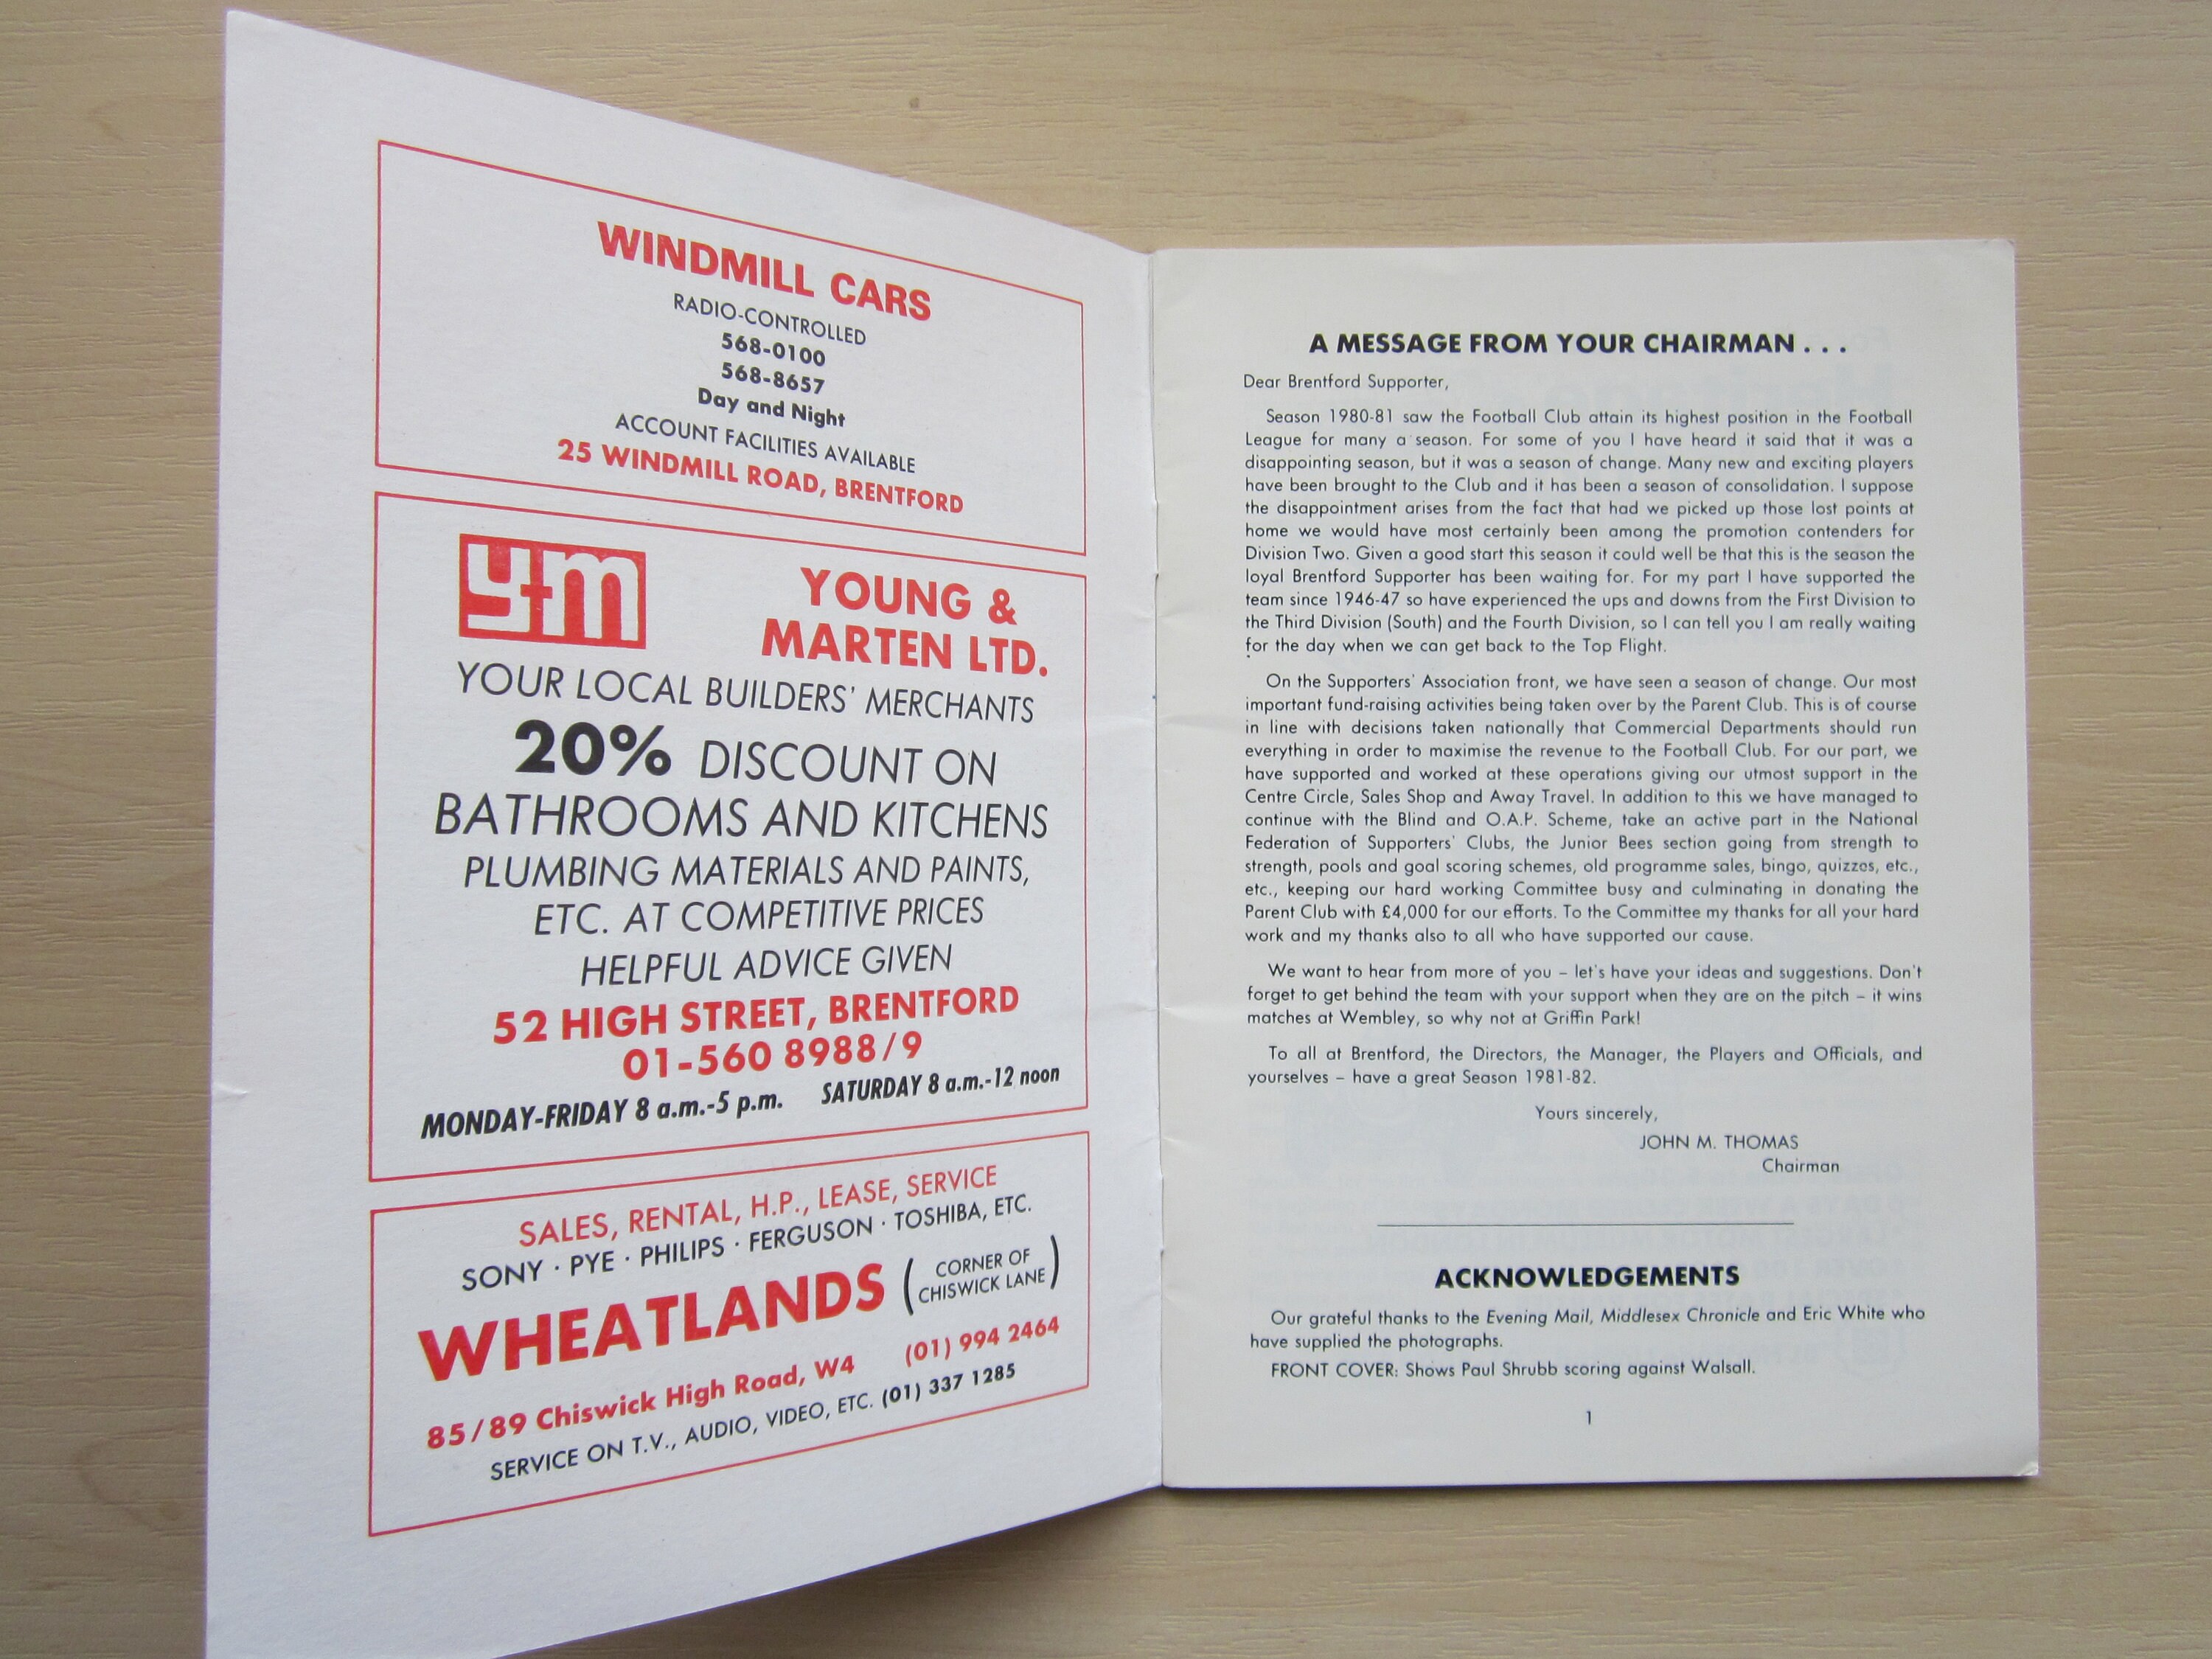 WINDMILL CARS
RADIO-CONTROLLED
568-0100
568-8657
Day and Night
ACCOUNT FACILITIES AVAILABLE
25 WINDMILL ROAD, BRENTFORD
ym
YOUNG &
MARTEN LTD.
YOUR LOCAL BUILDERS' MERCHANTS
20% DISCOUNT ON
BATHROOMS AND KITCHENS
PLUMBING MATERIALS AND PAINTS,
ETC. AT COMPETITIVE PRICES
HELPFUL ADVICE GIVEN
52 HIGH STREET, BRENTFORD
01-560 8988/9
MONDAY-FRIDAY 8 a.m.-5 p.m. SATURDAY 8 a.m.-12 noon
SALES, RENTAL, H.P., LEASE, SERVICE
SONY · PYE · PHILIPS · FERGUSON · TOSHIBA, ETC.
WHEATLANDS (CORNER OF
CHISWICK LANE)
85/89 Chiswick High Road, W4 (01) 994 2464
SERVICE ON T.V., AUDIO, VIDEO, ETC. (01) 337 1285
A MESSAGE FROM YOUR CHAIRMAN . . .
Dear Brentford Supporter,
Season 1980-81 saw the Football Club attain its highest position in the Football
League for many a season. For some of you I have heard it said that it was a
disappointing season, but it was a season of change. Many new and exciting players
have been brought to the Club and it has been a season of consolidation. I suppose
the disappointment arises from the fact that had we picked up those lost points at
home we would have most certainly been among the promotion contenders for
Division Two. Given a good start this season it could well be that this is the season the
loyal Brentford Supporter has been waiting for. For my part I have supported the
team since 1946-47 so have experienced the ups and downs from the First Division to
the Third Division (South) and the Fourth Division, so I can tell you I am really waiting
for the day when we can get back to the Top Flight.
On the Supporters' Association front, we have seen a season of change. Our most
important fund-raising activities being taken over by the Parent Club. This is of course
in line with decisions taken nationally that Commercial Departments should run
everything in order to maximise the revenue to the Football Club. For our part, we
have supported and worked at these operations giving our utmost support in the
Centre Circle, Sales Shop and Away Travel. In addition to this we have managed to
continue with the Blind and O.A.P. Scheme, take an active part in the National
Federation of Supporters' Clubs, the Junior Bees section going from strength to
strength, pools and goal scoring schemes, old programme sales, bingo, quizzes, etc.,
etc., keeping our hard working Committee busy and culminating in donating the
Parent Club with £4,000 for our efforts. To the Committee my thanks for all your hard
work and my thanks also to all who have supported our cause.
We want to hear from more of you – let's have your ideas and suggestions. Don't
forget to get behind the team with your support when they are on the pitch – it wins
matches at Wembley, so why not at Griffin Park!
To all at Brentford, the Directors, the Manager, the Players and Officials, and
yourselves – have a great Season 1981-82.
Yours sincerely,
JOHN M. THOMAS
Chairman
ACKNOWLEDGEMENTS
Our grateful thanks to the Evening Mail, Middlesex Chronicle and Eric White who
have supplied the photographs.
FRONT COVER: Shows Paul Shrubb scoring against Walsall.
1